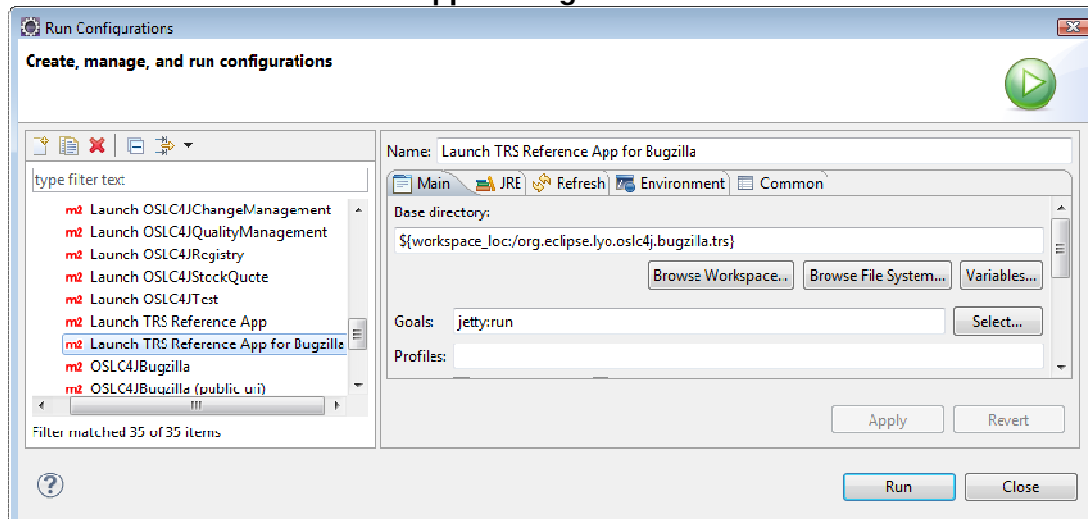 Run Configurations
Create, manage, and run configurations
type filter text
m2 Launch OSLC4JChangeManagement
m2 Launch OSLC4JQualityManagement
m2 Launch OSLC4JRegistry
m2 Launch OSLC4JStockQuote
m2 Launch OSLC4JTest
m2 Launch TRS Reference App
m2 Launch TRS Reference App for Bugzilla
m2 OSLC4JBugzilla
m2 OSLC4JBugzilla (public uri)
Filter matched 35 of 35 items
Name: Launch TRS Reference App for Bugzilla
Main JRE Refresh Environment Common
Base directory:
${workspace_loc:/org.eclipse.lyo.oslc4j.bugzilla.trs}
Browse Workspace... Browse File System... Variables...
Goals: jetty:run Select...
Profiles:
Apply Revert
Run Close